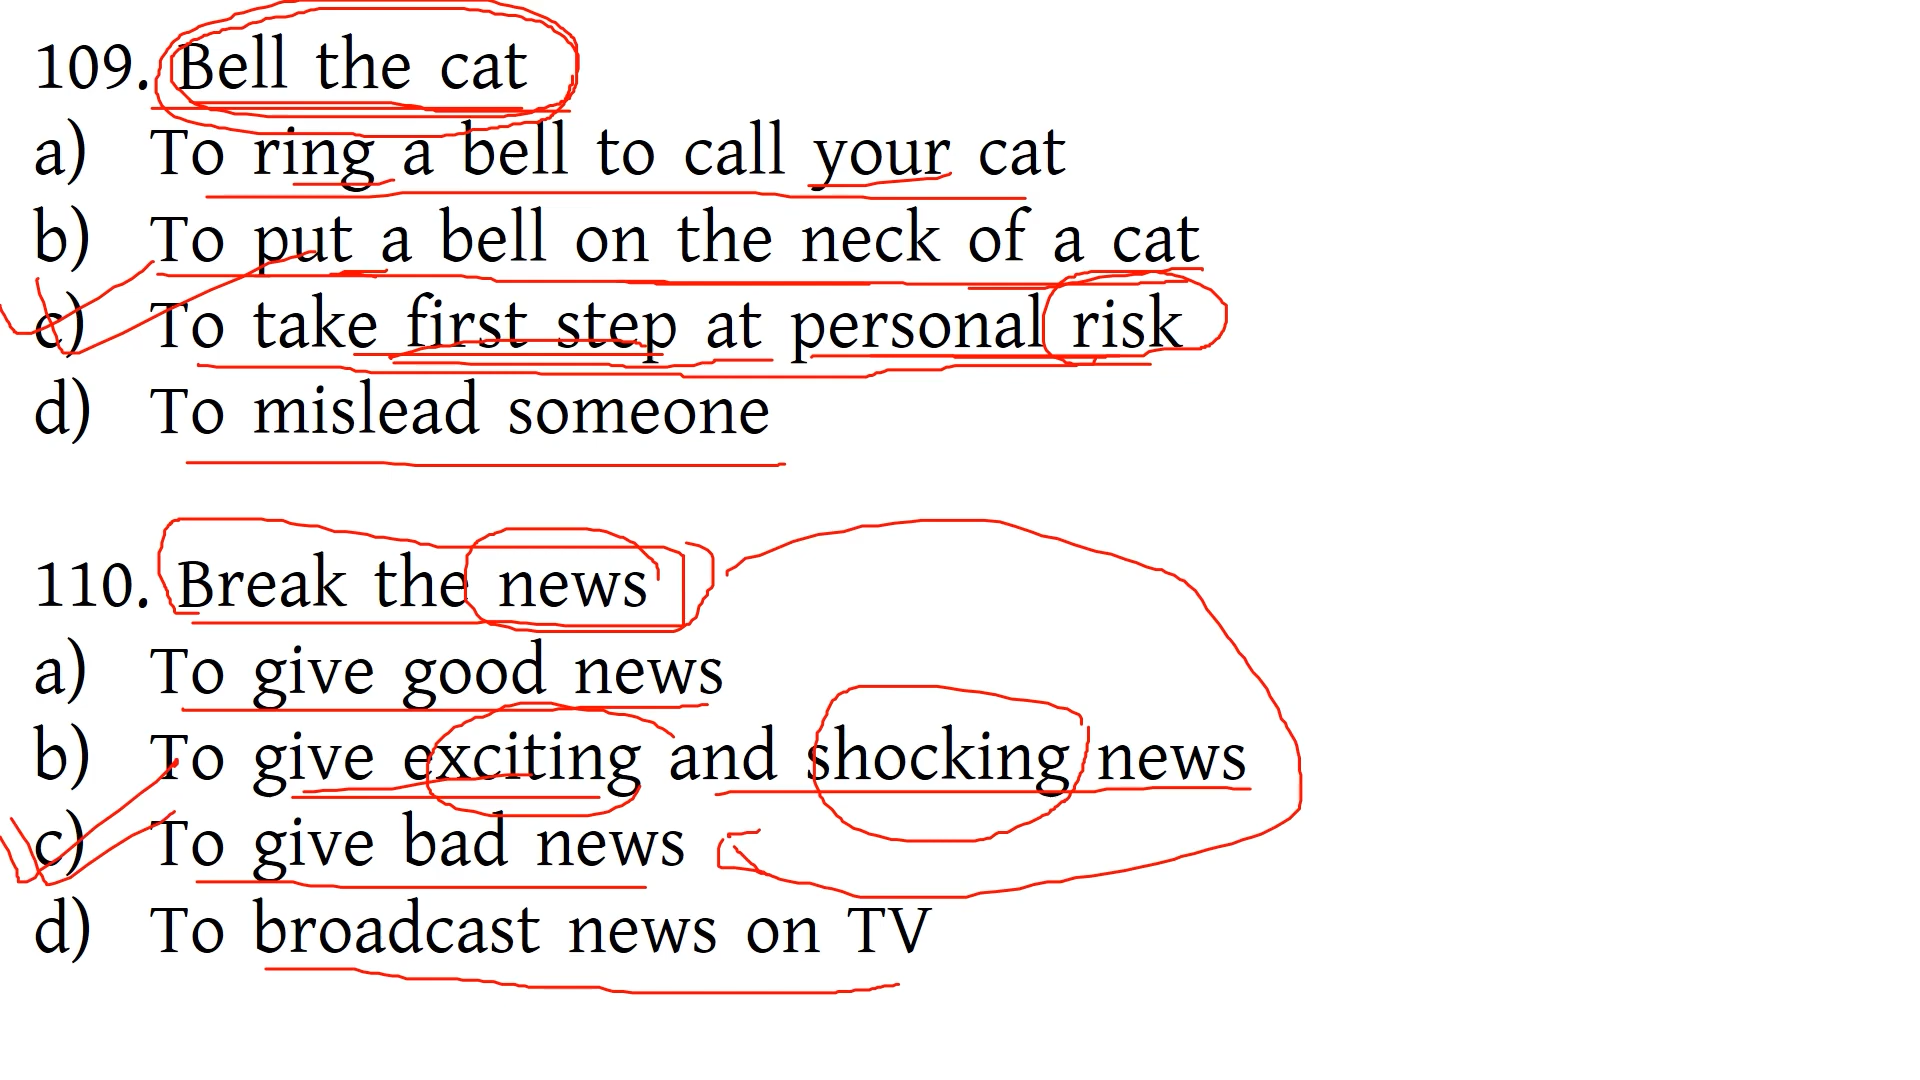 109. Bell the cat
a) To ring a bell to call your cat
b) To put a bell on the neck of a cat
c) To take first step at personal risk
d) To mislead someone
110. Break the news
a) To give good news
b) To give exciting and shocking news
c) To give bad news
d) To broadcast news on TV